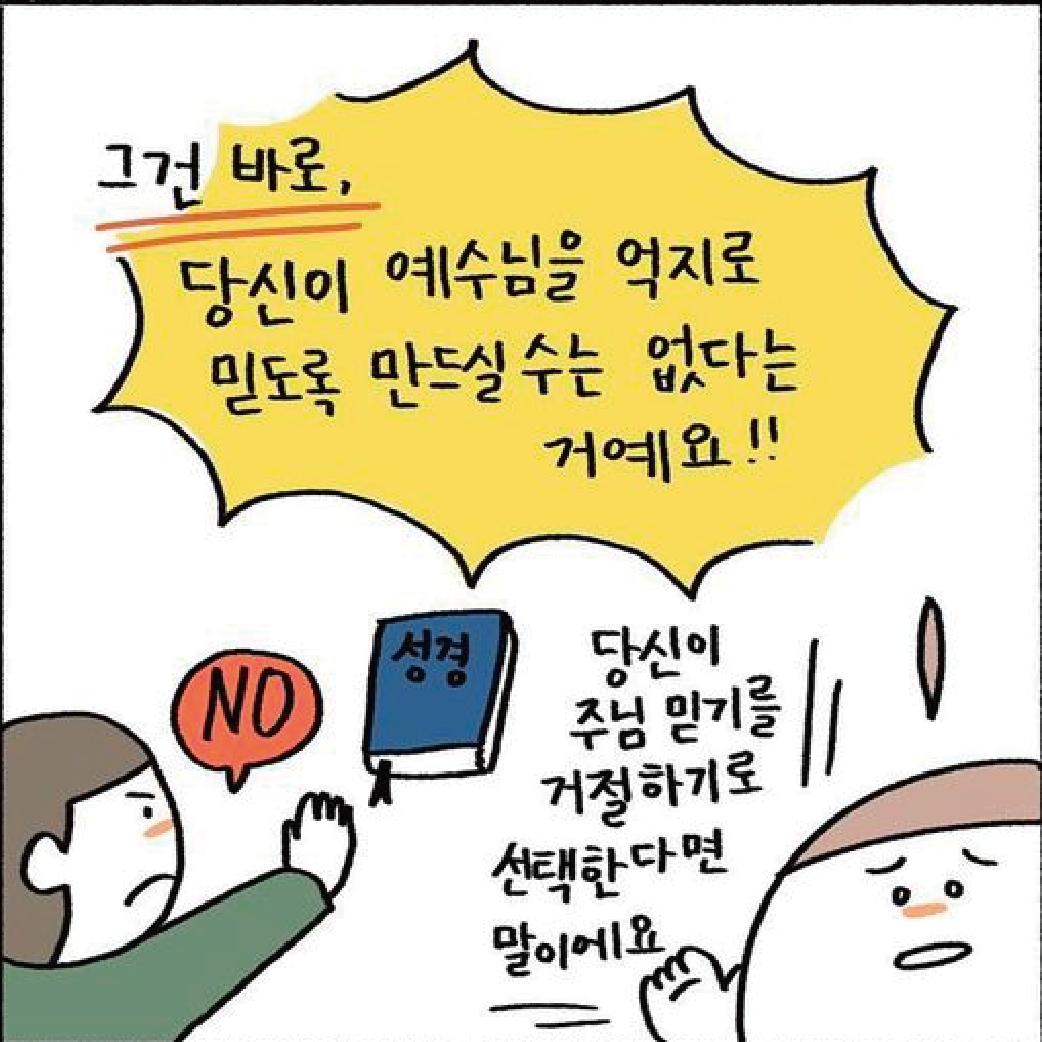 그건 바로,
당신이 예수님을 억지로
믿도록 만드실 수는 없다는
거예요!!
NO
성경
당신이
주님 믿기를
거절하기로
선택한다면
말이에요